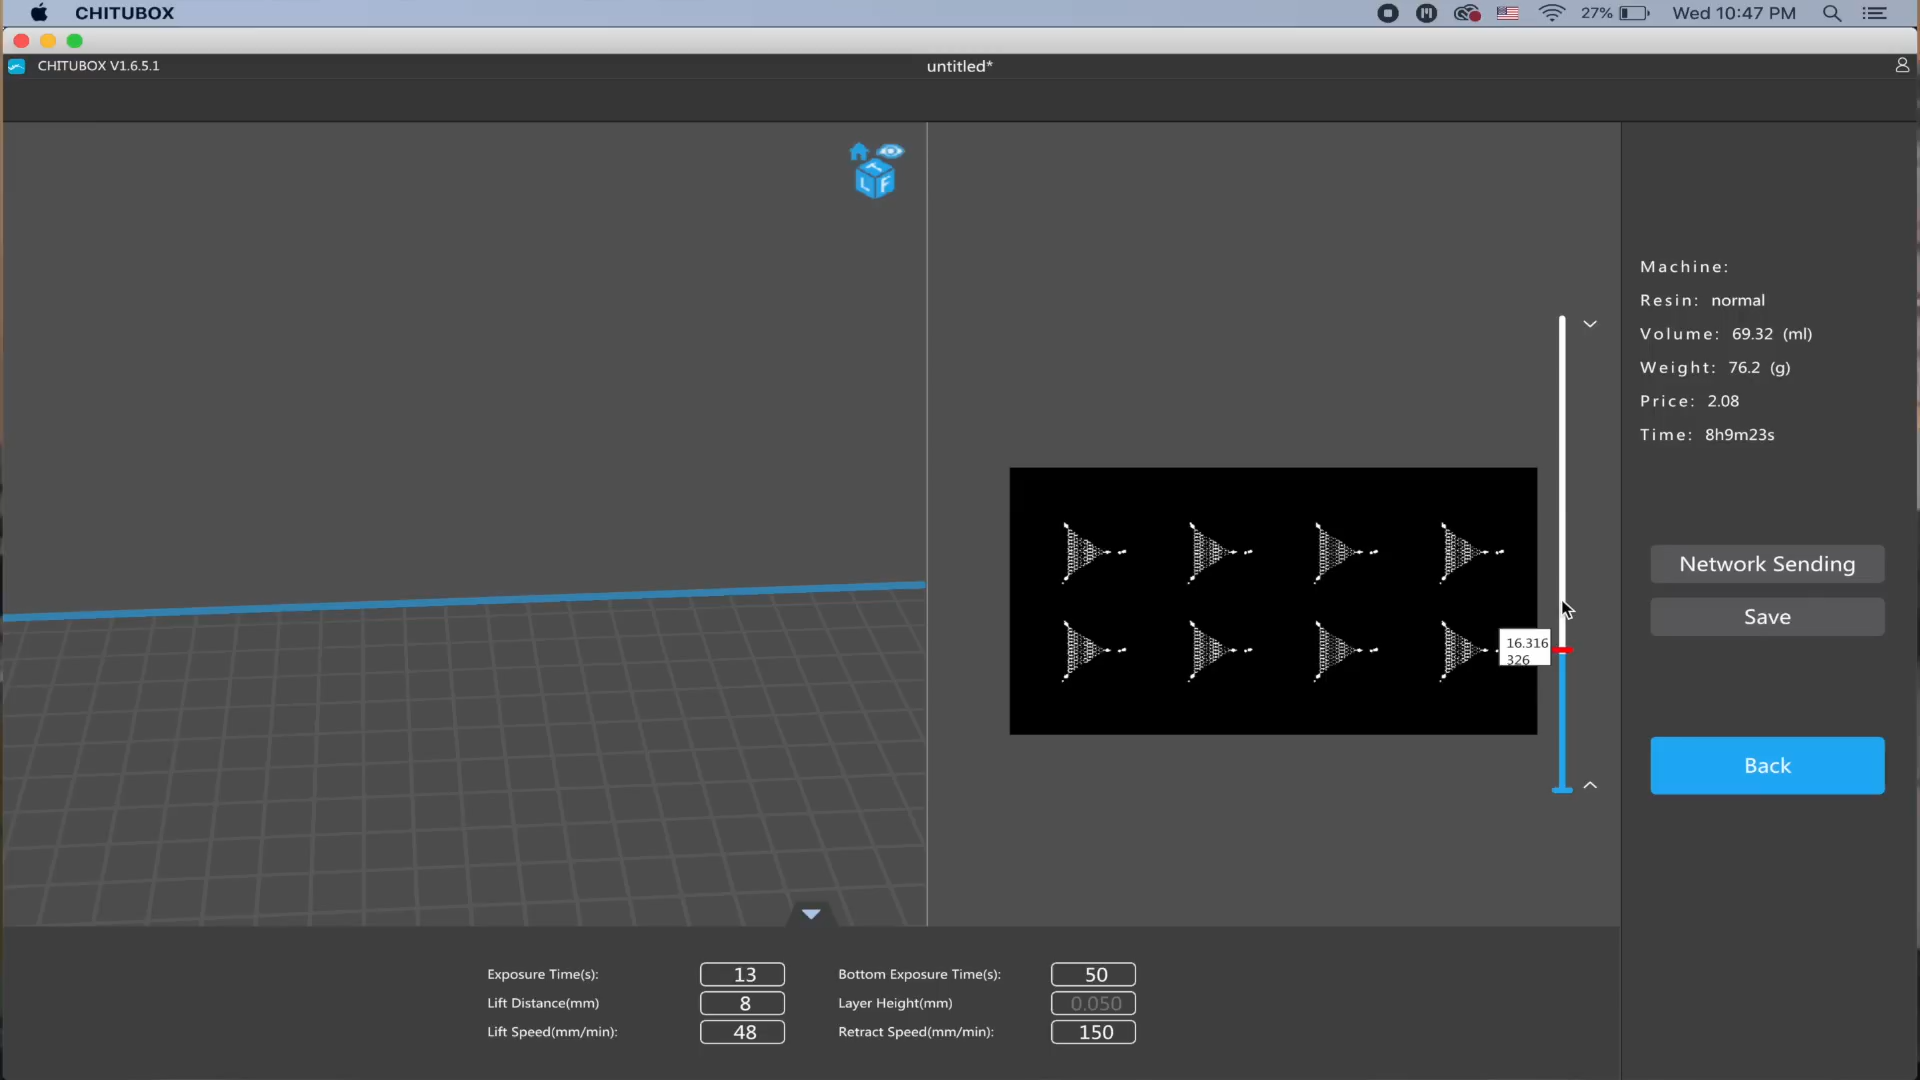 CHITUBOX
27%
Wed 10:47 PM
CHITUBOX V1.6.5.1
untitled*
T
L
F
Machine:
Resin: normal
Volume: 69.32 (ml)
Weight: 76.2 (g)
Price: 2.08
Time: 8h9m23s
Network Sending
Save
16.316
326
Back
Exposure Time(s): 13
Bottom Exposure Time(s): 50
Lift Distance(mm) 8
Layer Height(mm) 0.050
Lift Speed(mm/min): 48
Retract Speed(mm/min): 150